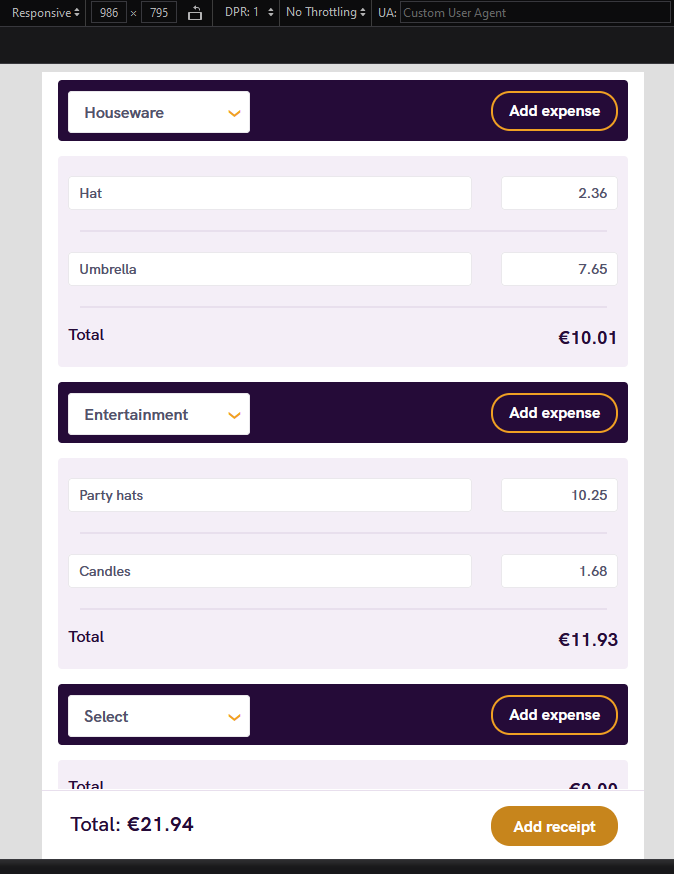 Responsive 986 × 795 DPR: 1 No Throttling UA: Custom User Agent
Houseware Add expense
Hat 2.36
Umbrella 7.65
Total €10.01
Entertainment Add expense
Party hats 10.25
Candles 1.68
Total €11.93
Select Add expense
Total €0.00
Total: €21.94 Add receipt